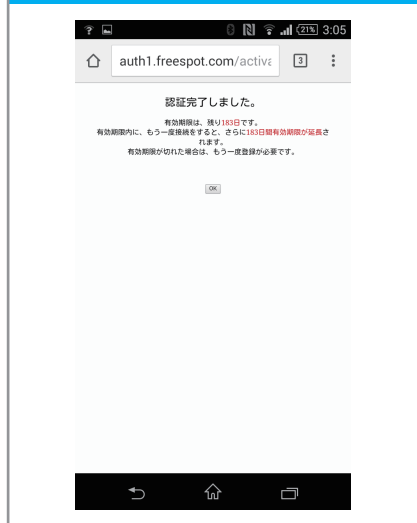 21% 3:05
auth1.freespot.com/activa
3
認証完了しました。
有効期限は、残り183日です。
有効期限内に、もう一度接続をすると、さらに183日間有効期限が延長さ
れます。
有効期限が切れた場合は、もう一度登録が必要です。
OK